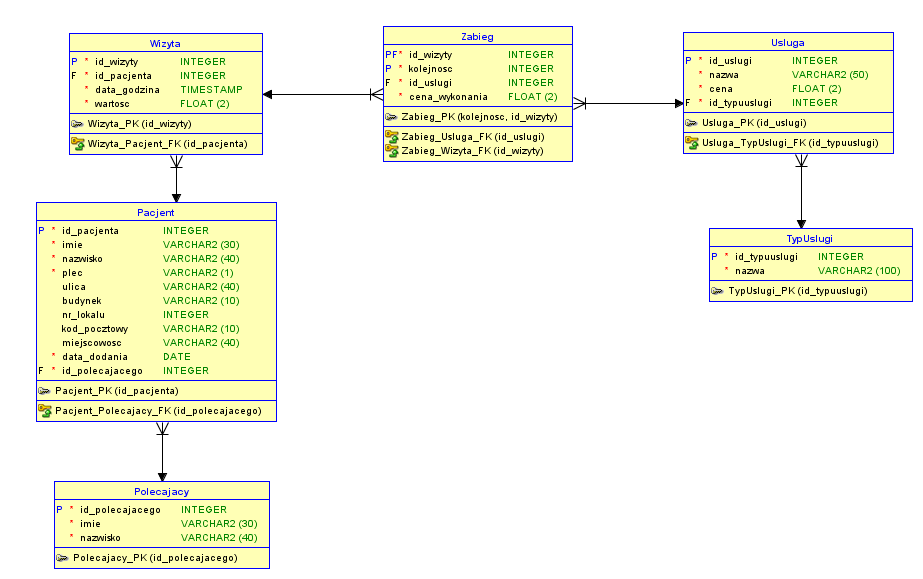 Wizyta
P * id_wizyty INTEGER
F * id_pacjenta INTEGER
* data_godzina TIMESTAMP
* wartosc FLOAT (2)
Wizyta_PK (id_wizyty)
Wizyta_Pacjent_FK (id_pacjenta)
Zabieg
PF* id_wizyty INTEGER
P * kolejnosc INTEGER
F * id_uslugi INTEGER
* cena_wykonania FLOAT (2)
Zabieg_PK (kolejnosc, id_wizyty)
Zabieg_Usluga_FK (id_uslugi)
Zabieg_Wizyta_FK (id_wizyty)
Usluga
P * id_uslugi INTEGER
* nazwa VARCHAR2 (50)
* cena FLOAT (2)
F * id_typuuslugi INTEGER
Usluga_PK (id_uslugi)
Usluga_TypUslugi_FK (id_typuuslugi)
Pacjent
P * id_pacjenta INTEGER
* imie VARCHAR2 (30)
* nazwisko VARCHAR2 (40)
* plec VARCHAR2 (1)
ulica VARCHAR2 (40)
budynek VARCHAR2 (10)
nr_lokalu INTEGER
kod_pocztowy VARCHAR2 (10)
miejscowosc VARCHAR2 (40)
* data_dodania DATE
F * id_polecajacego INTEGER
Pacjent_PK (id_pacjenta)
Pacjent_Polecajacy_FK (id_polecajacego)
TypUslugi
P * id_typuuslugi INTEGER
* nazwa VARCHAR2 (100)
TypUslugi_PK (id_typuuslugi)
Polecajacy
P * id_polecajacego INTEGER
* imie VARCHAR2 (30)
* nazwisko VARCHAR2 (40)
Polecajacy_PK (id_polecajacego)